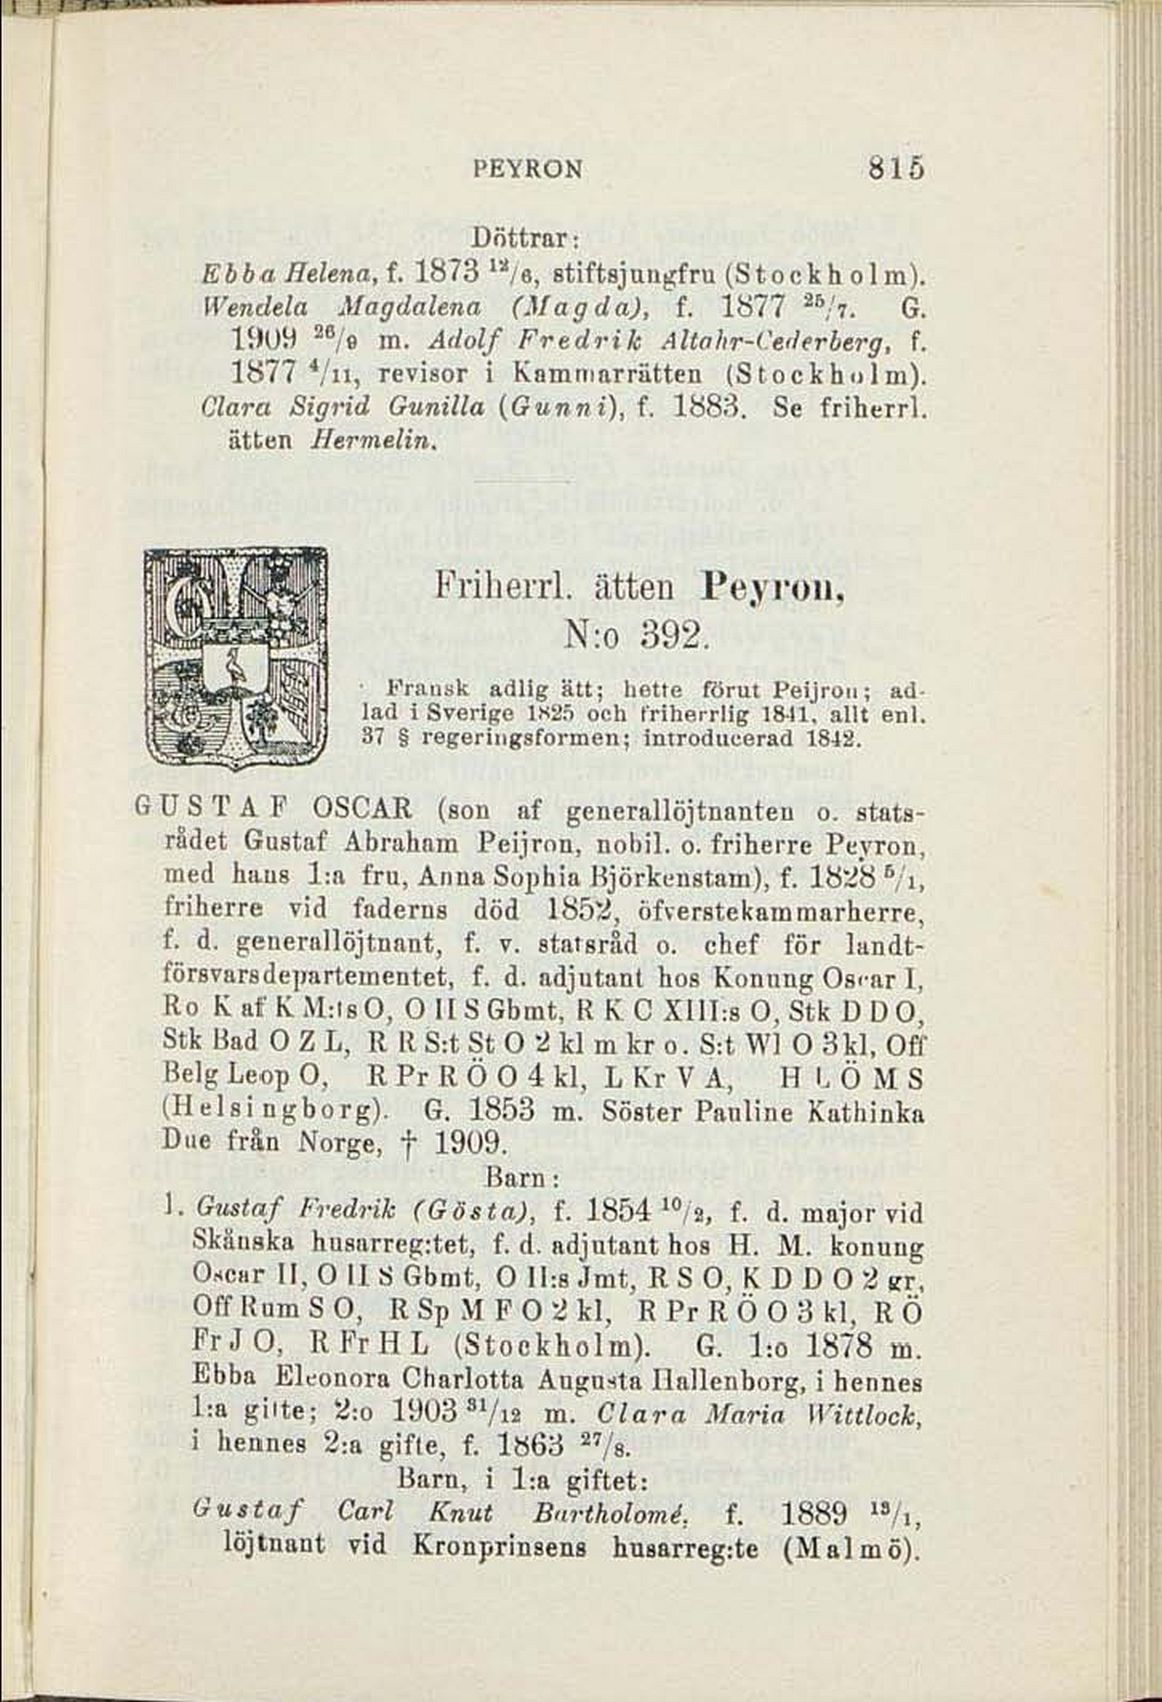 PEYRON 815
Döttrar:
Ebba Helena, f. 1873 12/6, stiftsjungfru (Stockholm).
Wendela Magdalena (Magda), f. 1877 25/7. G.
1909 26/9 m. Adolf Fredrik Altahr-Cederberg, f.
1877 4/11, revisor i Kammarrätten (Stockholm).
Clara Sigrid Gunilla (Gunni), f. 1883. Se friherrl.
ätten Hermelin.
Friherrl. ätten Peyron,
N:o 392.
Fransk adlig ätt; hette förut Peijron; ad-
lad i Sverige 1825 och friherrlig 1841, allt enl.
37 § regeringsformen; introducerad 1842.
GUSTAF OSCAR (son af generallöjtnanten o. stats-
rådet Gustaf Abraham Peijron, nobil. o. friherre Peyron,
med hans 1:a fru, Anna Sophia Björkenstam), f. 1828 5/1,
friherre vid faderns död 1852, öfverstekammarherre,
f. d. generallöjtnant, f. v. statsråd o. chef för landt-
försvarsdepartementet, f. d. adjutant hos Konung Oscar I,
Ro K af K M:ts O, O II S Gbmt, R K C XIII:s O, Stk D D O,
Stk Bad O Z L, R R S:t St O 2 kl m kr o. S:t Wl O 3 kl, Off
Belg Leop O, R Pr R Ö O 4 kl, L Kr V A, H L Ö M S
(Helsingborg). G. 1853 m. Söster Pauline Kathinka
Due från Norge, † 1909.
Barn:
1. Gustaf Fredrik (Gösta), f. 1854 10/2, f. d. major vid
Skånska husarreg:tet, f. d. adjutant hos H. M. konung
Oscar II, O II S Gbmt, O II:s Jmt, R S O, K D D O 2 gr,
Off Rum S O, R Sp M F O 2 kl, R Pr R Ö O 3 kl, R Ö
Fr J O, R Fr H L (Stockholm). G. 1:o 1878 m.
Ebba Eleonora Charlotta Augusta Hallenborg, i hennes
1:a gifte; 2:o 1903 31/12 m. Clara Maria Wittlock,
i hennes 2:a gifte, f. 1863 27/8.
Barn, i 1:a giftet:
Gustaf Carl Knut Bartholomé, f. 1889 13/1,
löjtnant vid Kronprinsens husarreg:te (Malmö).